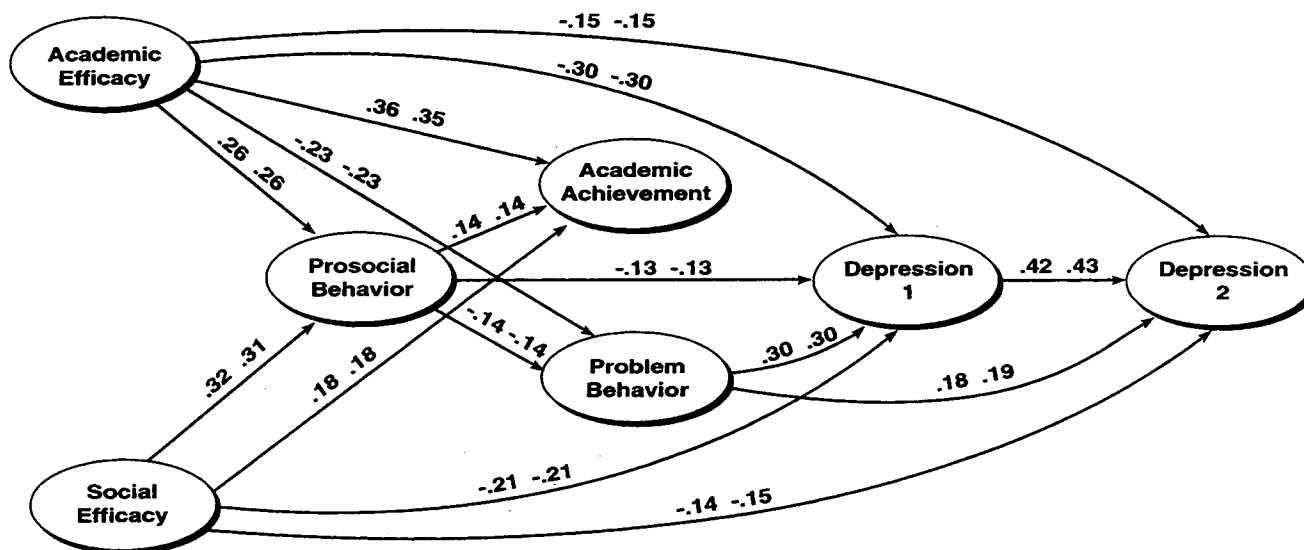 -.15 -.15
Academic
Efficacy
-.30 -.30
.36 .35
.26 .26
-.23 -.23
Academic
Achievement
.14 .14
Prosocial
Behavior
-.13 -.13
Depression
1
.42 .43
Depression
2
-.14 -.14
.32 .31
.18 .18
Problem
Behavior
.30 .30
.18 .19
Social
Efficacy
-.21 -.21
-.14 -.15